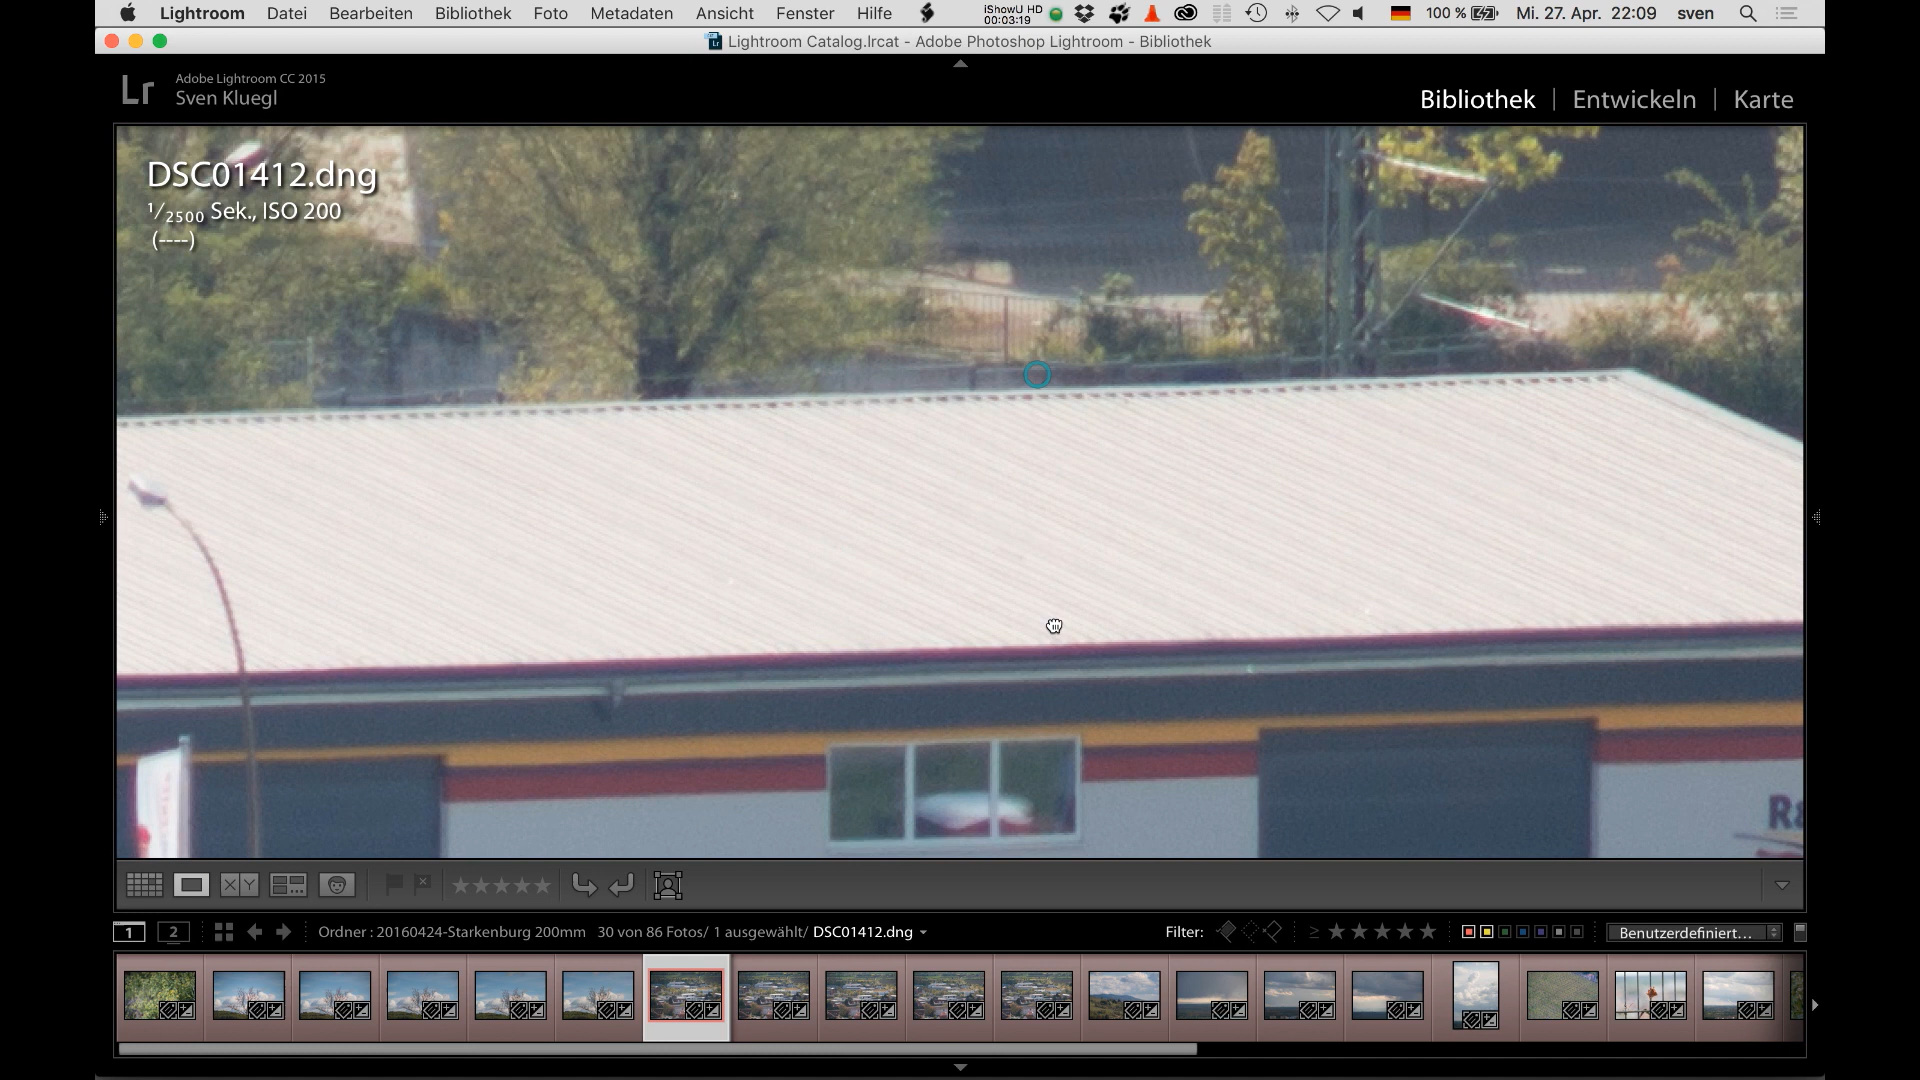 Lightroom Datei Bearbeiten Bibliothek Foto Metadaten Ansicht Fenster Hilfe iShowU HD 00:03:19 100 % Mi. 27. Apr. 22:09 sven
Lightroom Catalog.lrcat - Adobe Photoshop Lightroom - Bibliothek
Lr Adobe Lightroom CC 2015
Sven Kluegl
Bibliothek | Entwickeln | Karte
DSC01412.dng
1/2500 Sek., ISO 200
(----)
R&
XY
1 2 Ordner : 20160424-Starkenburg 200mm 30 von 86 Fotos/ 1 ausgewählt/ DSC01412.dng Filter: ≥ Benutzerdefiniert...